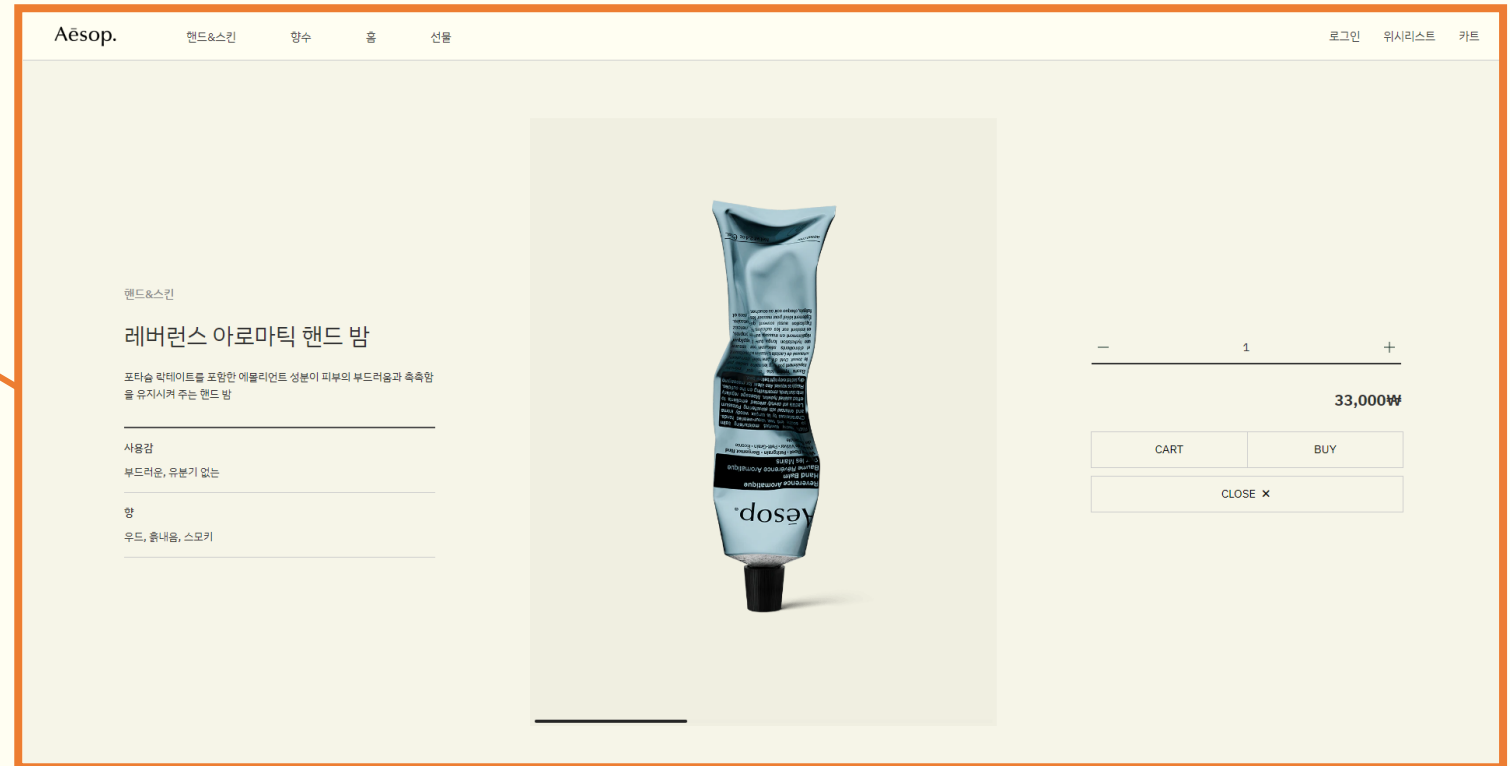 Aēsop.
핸드&스킨
향수
홈
선물
로그인
위시리스트
카트
핸드&스킨
레버런스 아로마틱 핸드 밤
포타슘 락테이트를 포함한 에몰리언트 성분이 피부의 부드러움과 촉촉함
을 유지시켜 주는 핸드 밤
사용감
부드러운, 유분기 없는
향
우드, 흙내음, 스모키
Reverence Aromatique
Hand Balm
Baume Révérence Aromatique
Aēsop.
1
33,000₩
CART
BUY
CLOSE ✕